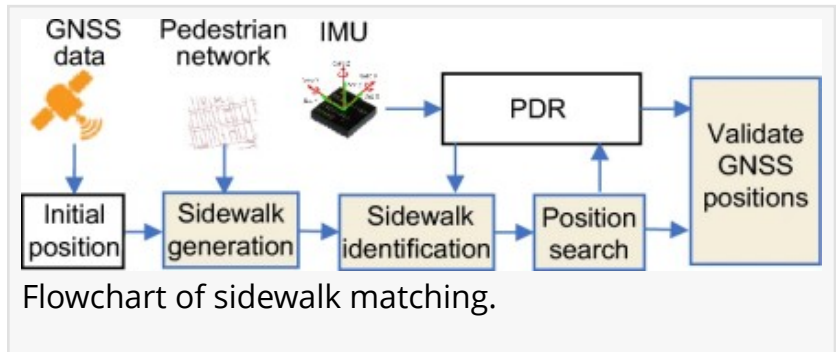 GNSS data
Pedestrian network
IMU
PDR
Validate
GNSS
positions
Initial
position
Sidewalk
generation
Sidewalk
identification
Position
search
Flowchart of sidewalk matching.